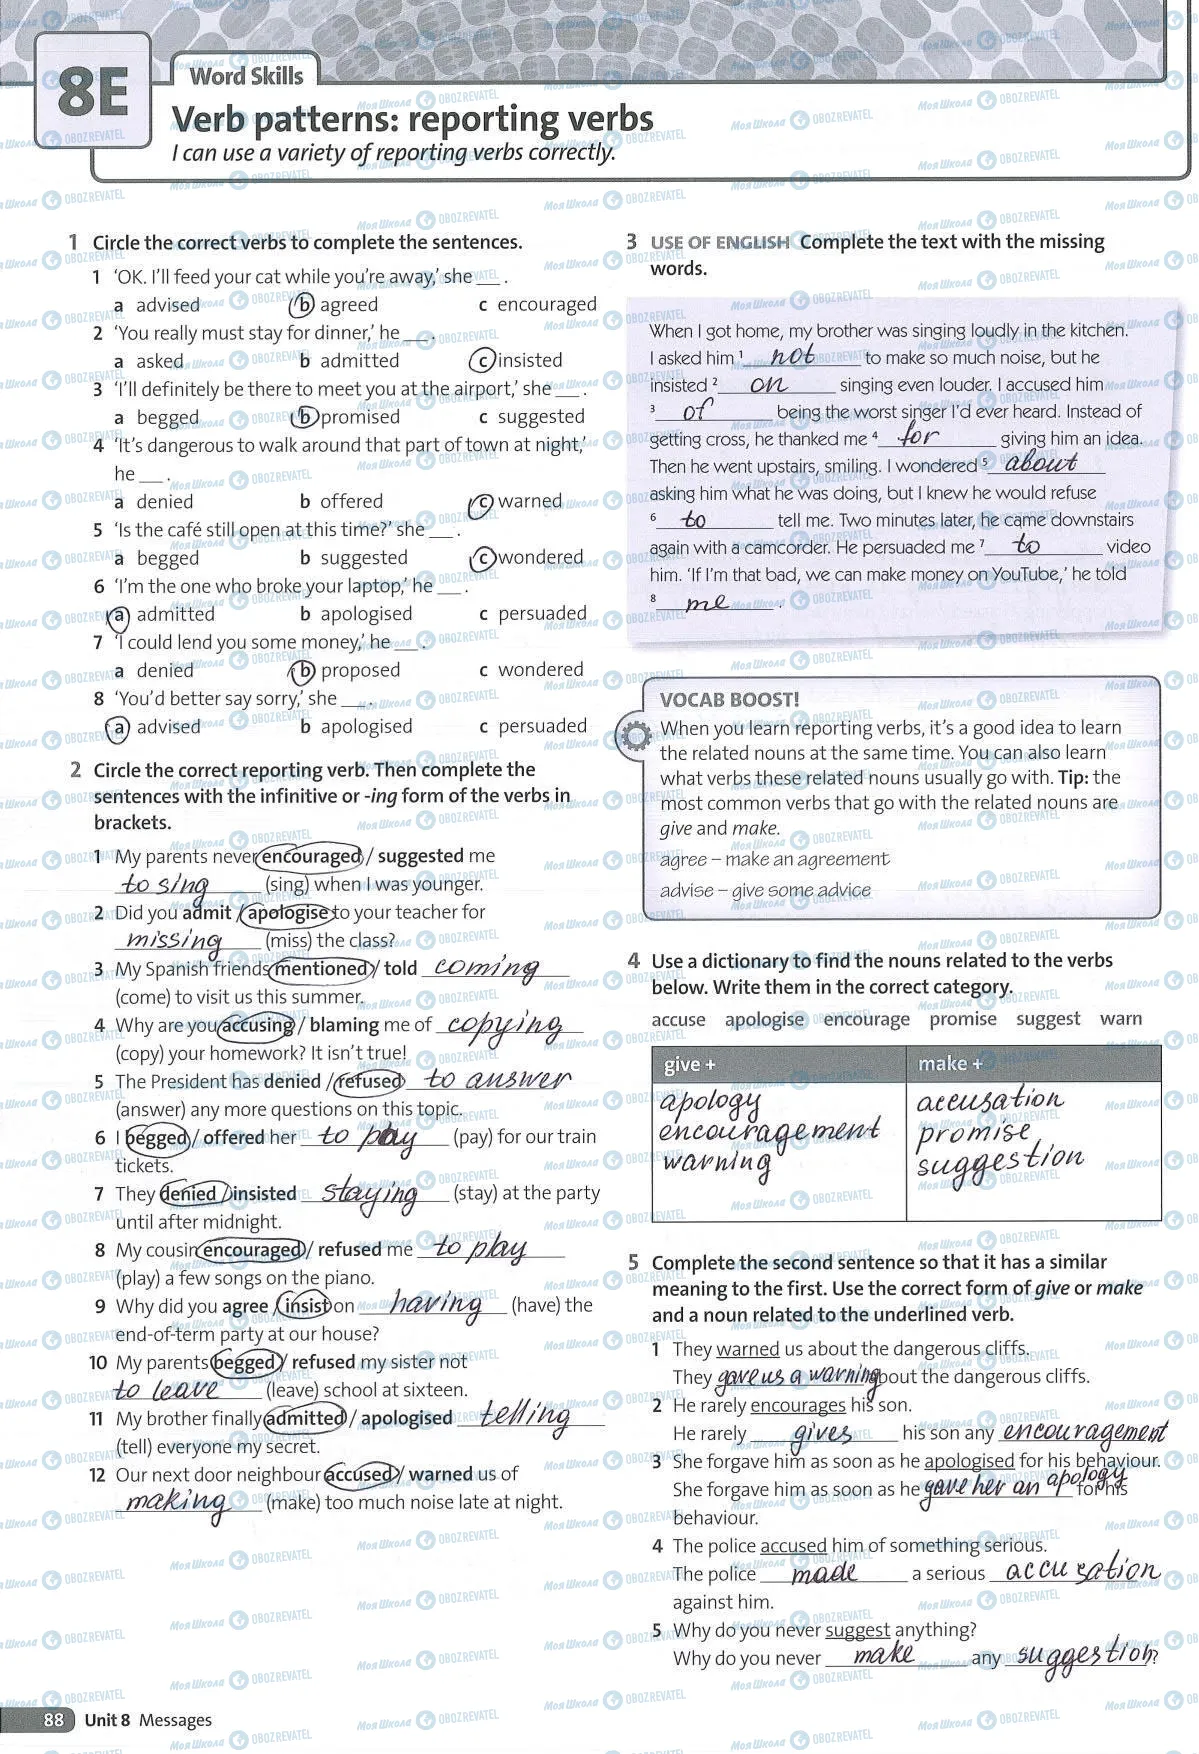 8E
Word Skills
Verb patterns: reporting verbs
I can use a variety of reporting verbs correctly.
1 Circle the correct verbs to complete the sentences.
1 ‘OK. I’ll feed your cat while you’re away,’ she ___ .
a advised b agreed c encouraged
2 ‘You really must stay for dinner,’ he ___ .
a asked b admitted c insisted
3 ‘I’ll definitely be there to meet you at the airport,’ she ___ .
a begged b promised c suggested
4 ‘It’s dangerous to walk around that part of town at night,’
he ___ .
a denied b offered c warned
5 ‘Is the café still open at this time?’ she ___ .
a begged b suggested c wondered
6 ‘I’m the one who broke your laptop,’ he ___ .
a admitted b apologised c persuaded
7 ‘I could lend you some money,’ he ___ .
a denied b proposed c wondered
8 ‘You’d better say sorry,’ she ___ .
a advised b apologised c persuaded
2 Circle the correct reporting verb. Then complete the
sentences with the infinitive or -ing form of the verbs in
brackets.
1 My parents never encouraged / suggested me
to sing (sing) when I was younger.
2 Did you admit / apologise to your teacher for
missing (miss) the class?
3 My Spanish friends mentioned / told coming
(come) to visit us this summer.
4 Why are you accusing / blaming me of copying
(copy) your homework? It isn’t true!
5 The President has denied / refused to answer
(answer) any more questions on this topic.
6 I begged / offered her to pay (pay) for our train
tickets.
7 They denied / insisted staying (stay) at the party
until after midnight.
8 My cousin encouraged / refused me to play
(play) a few songs on the piano.
9 Why did you agree / insist on having (have) the
end-of-term party at our house?
10 My parents begged / refused my sister not
to leave (leave) school at sixteen.
11 My brother finally admitted / apologised telling
(tell) everyone my secret.
12 Our next door neighbour accused / warned us of
making (make) too much noise late at night.
3 USE OF ENGLISH Complete the text with the missing
words.
When I got home, my brother was singing loudly in the kitchen.
I asked him 1 not to make so much noise, but he
insisted 2 on singing even louder. I accused him
3 of being the worst singer I’d ever heard. Instead of
getting cross, he thanked me 4 for giving him an idea.
Then he went upstairs, smiling. I wondered 5 about
asking him what he was doing, but I knew he would refuse
6 to tell me. Two minutes later, he came downstairs
again with a camcorder. He persuaded me 7 to video
him. ‘If I’m that bad, we can make money on YouTube,’ he told
8 me .
VOCAB BOOST!
When you learn reporting verbs, it’s a good idea to learn
the related nouns at the same time. You can also learn
what verbs these related nouns usually go with. Tip: the
most common verbs that go with the related nouns are
give and make.
agree – make an agreement
advise – give some advice
4 Use a dictionary to find the nouns related to the verbs
below. Write them in the correct category.
accuse apologise encourage promise suggest warn
give + make +
apology accusation
encouragement promise
warning suggestion
5 Complete the second sentence so that it has a similar
meaning to the first. Use the correct form of give or make
and a noun related to the underlined verb.
1 They warned us about the dangerous cliffs.
They gave us a warning about the dangerous cliffs.
2 He rarely encourages his son.
He rarely gives his son any encouragement
3 She forgave him as soon as he apologised for his behaviour.
She forgave him as soon as he gave her an apology for his
behaviour.
4 The police accused him of something serious.
The police made a serious accusation
against him.
5 Why do you never suggest anything?
Why do you never make any suggestion?
88 Unit 8 Messages
Моя Школа OBOZREVATEL